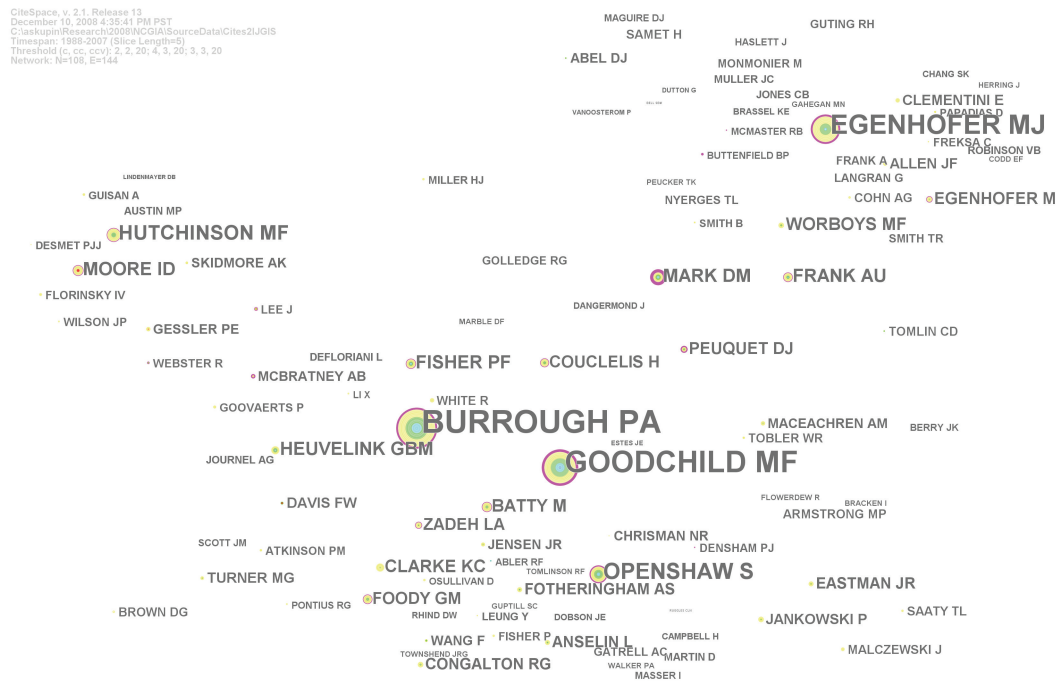 CiteSpace, v. 2.1. Release 13
December 10, 2008 4:35:41 PM PST
C:\askupin\Research\2008\NCGIA\SourceData\Cites2IJGIS
Timespan: 1988-2007 (Slice Length=5)
Threshold (c, cc, ccv): 2, 2, 20; 4, 3, 20; 3, 3, 20
Network: N=108, E=144
MAGUIRE DJ
GUTING RH
SAMET H
HASLETT J
ABEL DJ
MONMONIER M
CHANG SK
MULLER JC
HERRING J
DUTTON G
JONES CB
CLEMENTINI E
GAHEGAN MN
VANOOSTEROM P
BRASSEL KE
PAPADIAS D
EGENHOFER MJ
MCMASTER RB
FREKSA C
ROBINSON VB
BUTTENFIELD BP
FRANK A
ALLEN JF
CODD EF
LINDENMAYER DB
MILLER HJ
PEUCKER TK
LANGRAN G
GUISAN A
NYERGES TL
COHN AG
EGENHOFER M
AUSTIN MP
SMITH B
WORBOYS MF
HUTCHINSON MF
SMITH TR
DESMET PJJ
GOLLEDGE RG
SKIDMORE AK
MOORE ID
MARK DM
FRANK AU
FLORINSKY IV
DANGERMOND J
LEE J
WILSON JP
MARBLE DF
GESSLER PE
TOMLIN CD
PEUQUET DJ
DEFLORIANI L
WEBSTER R
FISHER PF
COUCLELIS H
MCBRATNEY AB
LI X
WHITE R
GOOVAERTS P
BURROUGH PA
MACEACHREN AM
BERRY JK
TOBLER WR
ESTES JE
HEUVELINK GBM
JOURNEL AG
GOODCHILD MF
FLOWERDEW R
DAVIS FW
BRACKEN I
BATTY M
ARMSTRONG MP
ZADEH LA
CHRISMAN NR
SCOTT JM
JENSEN JR
DENSHAM PJ
ATKINSON PM
ABLER RF
CLARKE KC
TOMLINSON RF
OPENSHAW S
TURNER MG
OSULLIVAN D
EASTMAN JR
FOTHERINGHAM AS
FOODY GM
PONTIUS RG
GUPTILL SC
BROWN DG
RHIND DW
LEUNG Y
DOBSON JE
SAATY TL
JANKOWSKI P
FISHER P
CAMPBELL H
WANG F
ANSELIN L
GATRELL AC
MALCZEWSKI J
TOWNSHEND JRG
MARTIN D
CONGALTON RG
WALKER PA
MASSER I